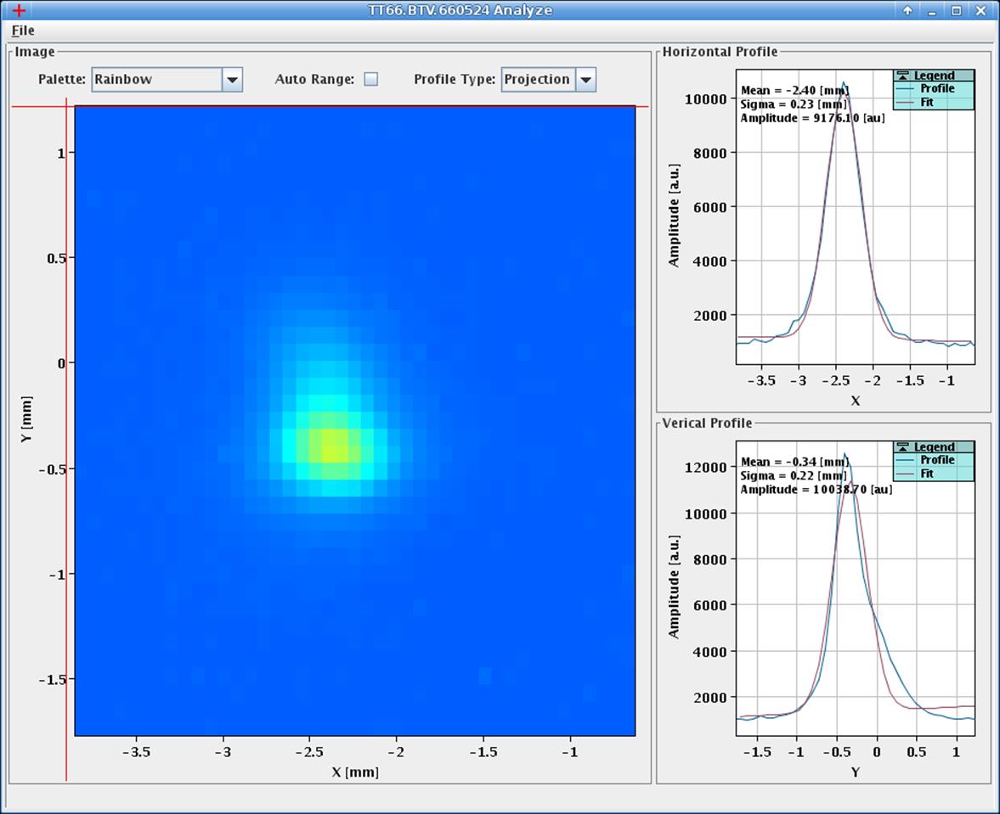 TT66.BTV.660524 Analyze
File
Image
Palette: Rainbow Auto Range: Profile Type: Projection
1
0.5
0
-0.5
-1
-1.5
Y [mm]
-3.5 -3 -2.5 -2 -1.5 -1
X [mm]
Horizontal Profile
Mean = -2.40 [mm]
Sigma = 0.23 [mm]
Amplitude = 9176.10 [au]
Legend
Profile
Fit
10000
8000
6000
4000
2000
Amplitude [a.u.]
-3.5 -3 -2.5 -2 -1.5 -1
X
Verical Profile
Mean = -0.34 [mm]
Sigma = 0.22 [mm]
Amplitude = 10038.70 [au]
Legend
Profile
Fit
12000
10000
8000
6000
4000
2000
Amplitude [a.u.]
-1.5 -1 -0.5 0 0.5 1
Y